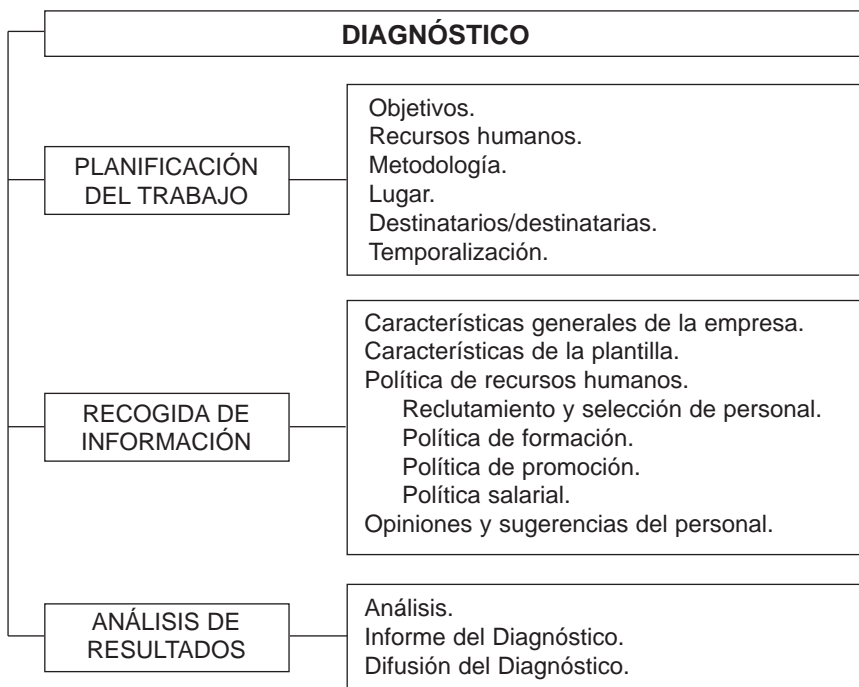 DIAGNÓSTICO
PLANIFICACIÓN
DEL TRABAJO
Objetivos.
Recursos humanos.
Metodología.
Lugar.
Destinatarios/destinatarias.
Temporalización.
RECOGIDA DE
INFORMACIÓN
Características generales de la empresa.
Características de la plantilla.
Política de recursos humanos.
Reclutamiento y selección de personal.
Política de formación.
Política de promoción.
Política salarial.
Opiniones y sugerencias del personal.
ANÁLISIS DE
RESULTADOS
Análisis.
Informe del Diagnóstico.
Difusión del Diagnóstico.